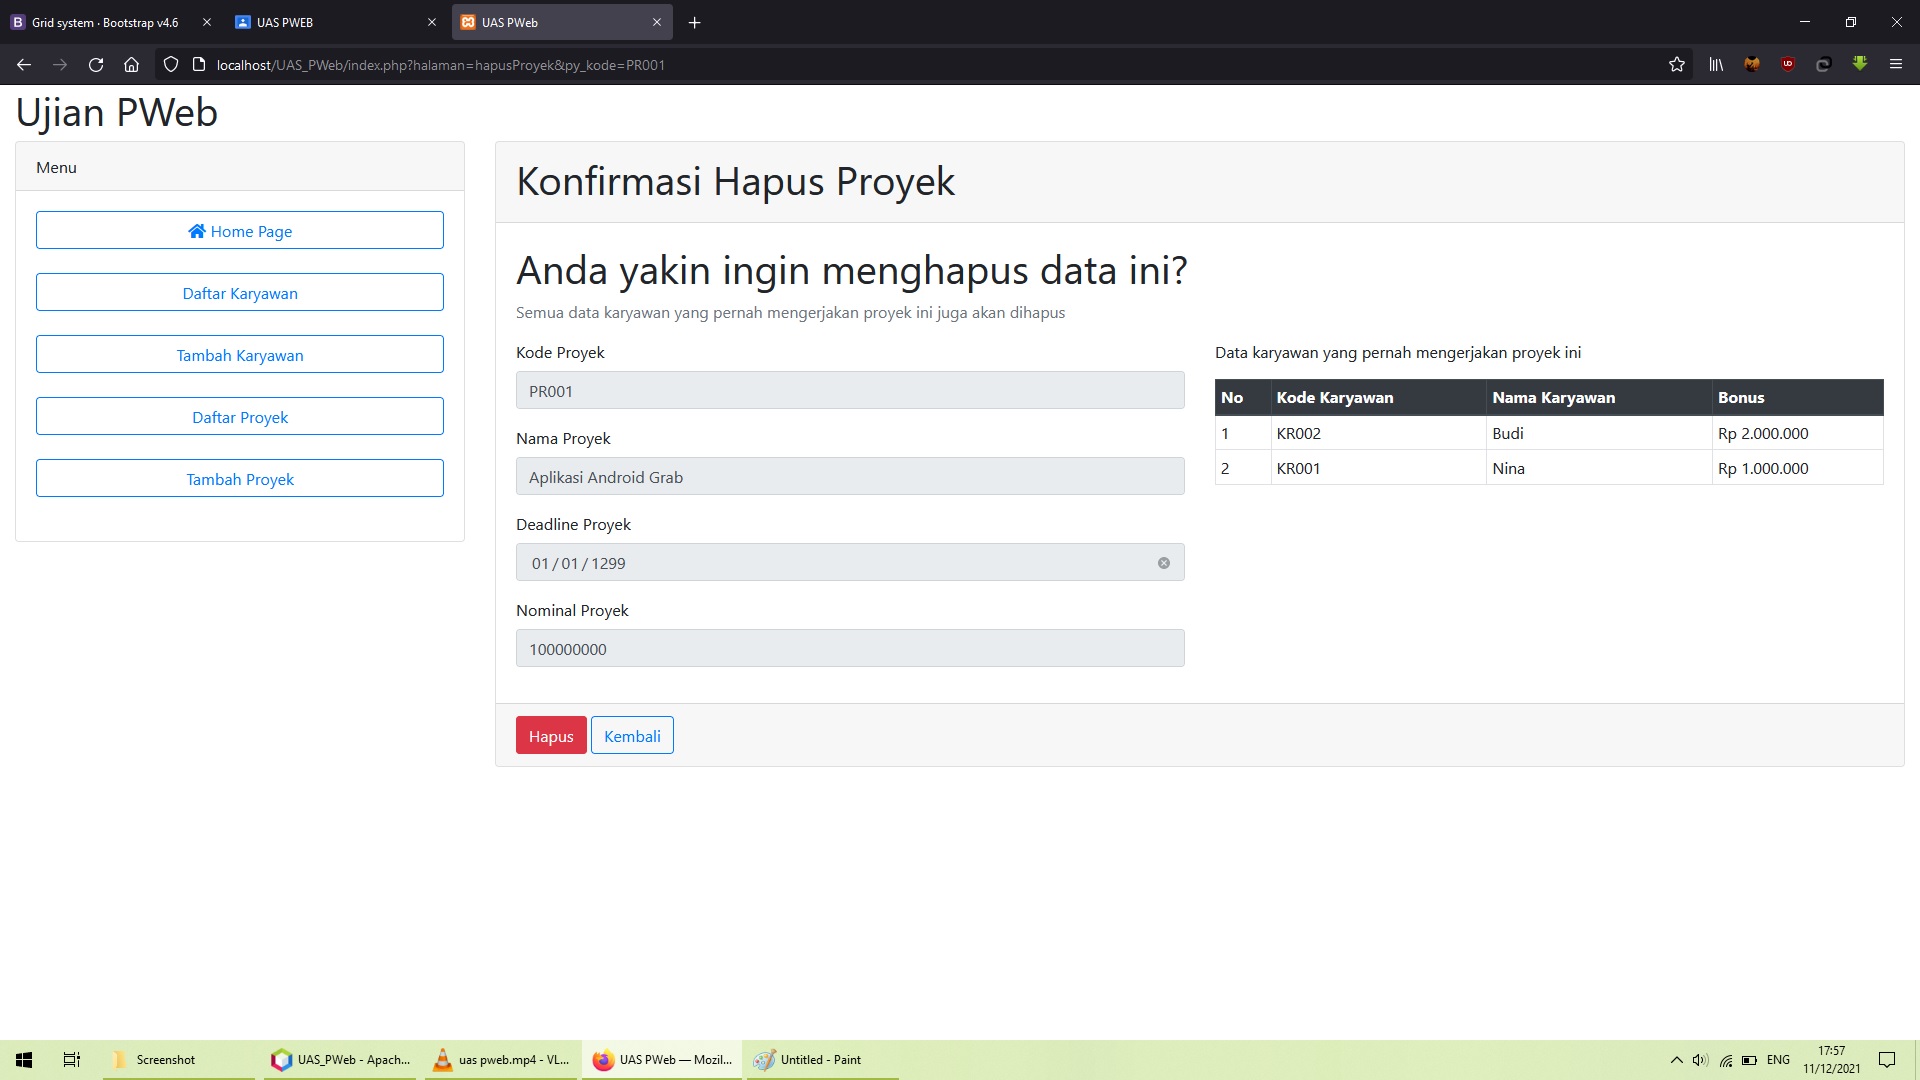 Grid system · Bootstrap v4.6
UAS PWEB
UAS PWeb
localhost/UAS_PWeb/index.php?halaman=hapusProyek&py_kode=PR001
Ujian PWeb
Menu
Home Page
Daftar Karyawan
Tambah Karyawan
Daftar Proyek
Tambah Proyek
Konfirmasi Hapus Proyek
Anda yakin ingin menghapus data ini?
Semua data karyawan yang pernah mengerjakan proyek ini juga akan dihapus
Kode Proyek
PR001
Nama Proyek
Aplikasi Android Grab
Deadline Proyek
01 / 01 / 1299
Nominal Proyek
100000000
Data karyawan yang pernah mengerjakan proyek ini
No Kode Karyawan Nama Karyawan Bonus
1 KR002 Budi Rp 2.000.000
2 KR001 Nina Rp 1.000.000
Hapus
Kembali
Screenshot
UAS_PWeb - Apach...
uas pweb.mp4 - VL...
UAS PWeb — Mozil...
Untitled - Paint
ENG
17:57
11/12/2021